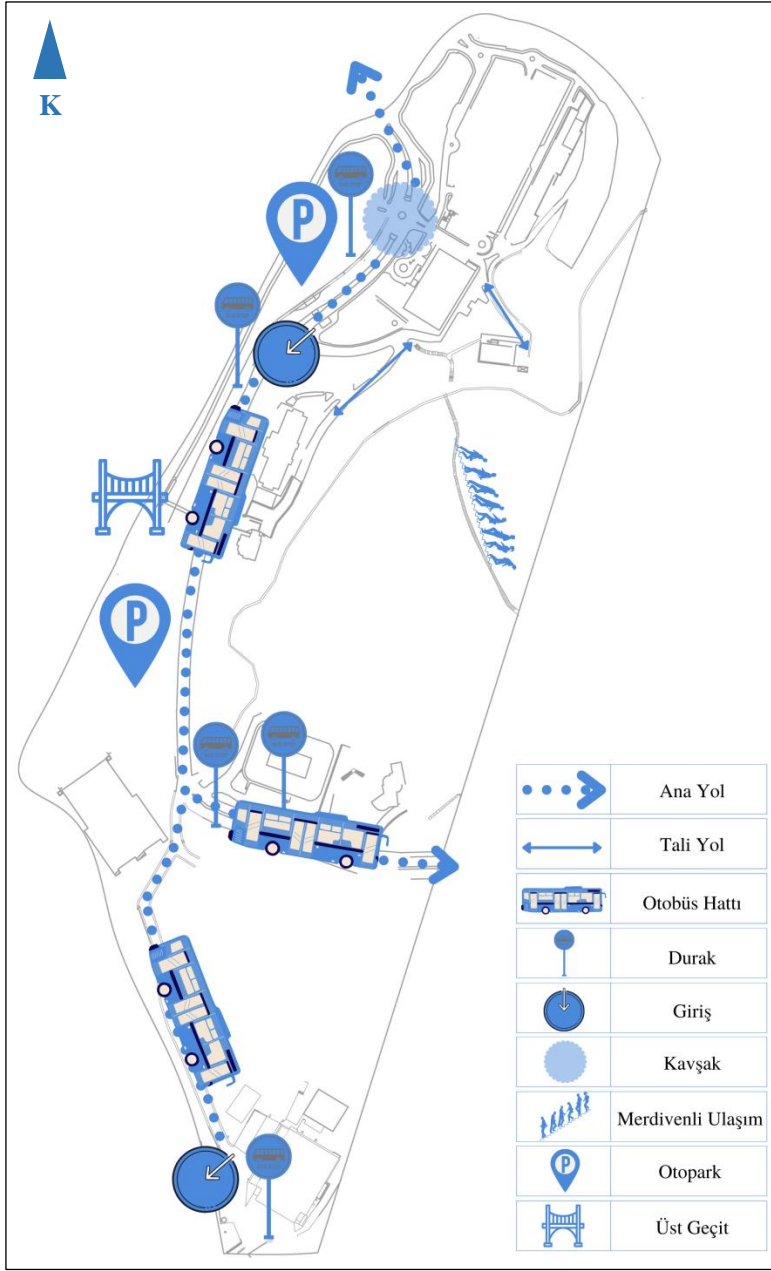 K
P
P
Ana Yol
Tali Yol
Otobüs Hattı
Durak
Giriş
Kavşak
Merdivenli Ulaşım
P
Otopark
Üst Geçit